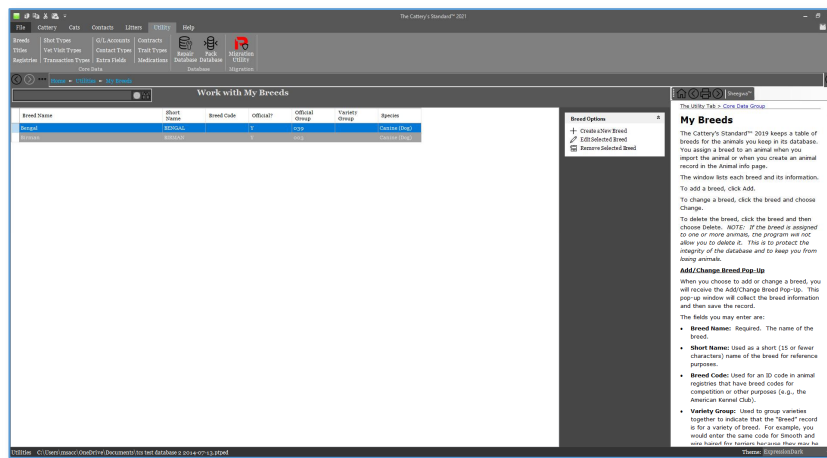 The Cattery's Standard™ 2021
File Cattery Cats Contacts Litters Utility Help
Breeds Shot Types G/L Accounts Contracts
Titles Vet Visit Types Contact Types Trait Types
Registries Transaction Types Extra Fields Medications
Repair Database
Pack Database
Migration Utility
Core Data Database Migration
Home Utilities My Breeds
Work with My Breeds
Breed Name Short Name Breed Code Official? Official Group Variety Group Species
Bengal BENGAL Y 039 Canine (Dog)
Y Canine (Dog)
Breed Options
Create a New Breed
Edit Selected Breed
Remove Selected Breed
Sheegwa™
The Utility Tab > Core Data Group
My Breeds
The Cattery's Standard™ 2019 keeps a table of
breeds for the animals you keep in its database.
You assign a breed to an animal when you
import the animal or when you create an animal
record in the Animal info page.
The window lists each breed and its information.
To add a breed, click Add.
To change a breed, click the breed and choose
Change.
To delete the breed, click the breed and then
choose Delete. NOTE: If the breed is assigned
to one or more animals, the program will not
allow you to delete it. This is to protect the
integrity of the database and to keep you from
losing animals.
Add/Change Breed Pop-Up
When you choose to add or change a breed, you
will receive the Add/Change Breed Pop-Up. This
pop-up window will collect the breed information
and then save the record.
The fields you may enter are:
• Breed Name: Required. The name of the
breed.
• Short Name: Used as a short (15 or fewer
characters) name of the breed for reference
purposes.
• Breed Code: Used for an ID code in animal
registries that have breed codes for
competition or other purposes (e.g., the
American Kennel Club).
• Variety Group: Used to group varieties
together to indicate that the "Breed" record
is for a variety of breed. For example, you
would enter the same code for Smooth and
wire haired fox terriers because they may be
Utilities C:\Users\msacc\OneDrive\Documents\tcs test database 2 2014-07-13.ptped
Theme: ExpressionDark